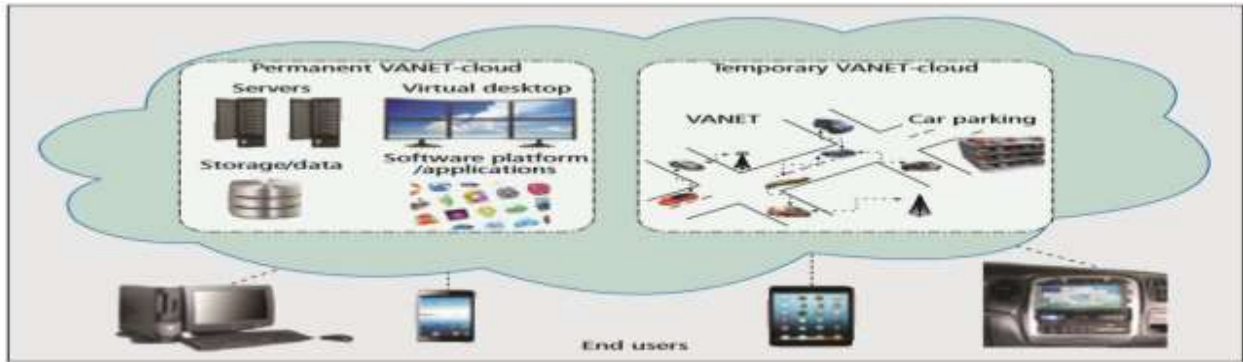 Permanent VANET-cloud
Servers
Virtual desktop
Storage/data
Software platform
/applications
Temporary VANET-cloud
VANET
Car parking
End users